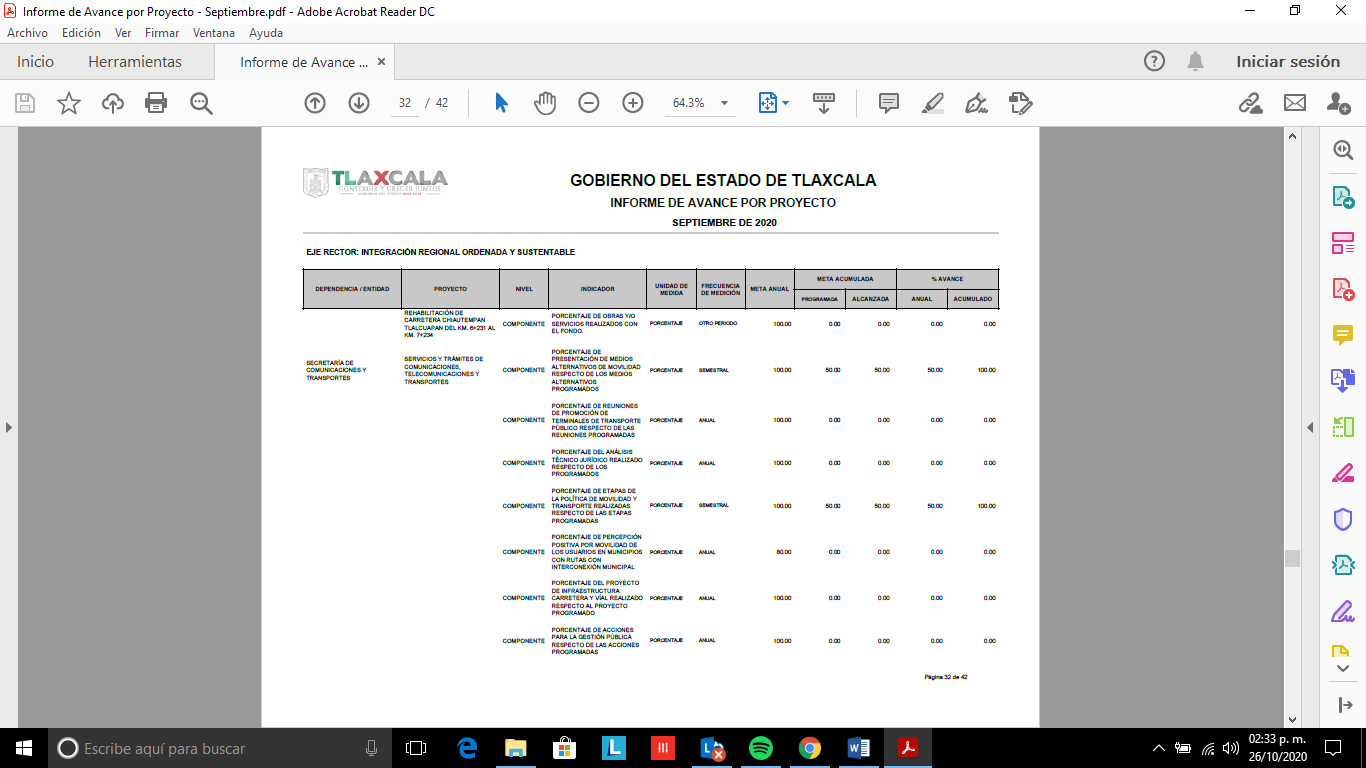 Informe de Avance por Proyecto - Septiembre.pdf - Adobe Acrobat Reader DC
Archivo Edición Ver Firmar Ventana Ayuda
Inicio Herramientas Informe de Avance ... ×
Iniciar sesión
32 / 42 64.3%
TLAXCALA
CONSTRUIR Y CRECER JUNTOS
GOBIERNO DEL ESTADO DE TLAXCALA
INFORME DE AVANCE POR PROYECTO
SEPTIEMBRE DE 2020
EJE RECTOR: INTEGRACIÓN REGIONAL ORDENADA Y SUSTENTABLE
DEPENDENCIA / ENTIDAD
PROYECTO
NIVEL
INDICADOR
UNIDAD DE
MEDIDA
FRECUENCIA
DE MEDICIÓN
META ANUAL
META ACUMULADA
PROGRAMADA ALCANZADA
% AVANCE
ANUAL ACUMULADO
REHABILITACIÓN DE
CARRETERA CHIAUTEMPAN
TLALCUAPAN DEL KM. 6+231 AL
KM. 7+234
COMPONENTE
PORCENTAJE DE OBRAS Y/O
SERVICIOS REALIZADOS CON
EL FONDO.
PORCENTAJE OTRO PERIODO 100.00 0.00 0.00 0.00 0.00
SECRETARÍA DE
COMUNICACIONES Y
TRANSPORTES
SERVICIOS Y TRÁMITES DE
COMUNICACIONES,
TELECOMUNICACIONES Y
TRANSPORTES
COMPONENTE
PORCENTAJE DE
PRESENTACIÓN DE MEDIOS
ALTERNATIVOS DE MOVILIDAD
RESPECTO DE LOS MEDIOS
ALTERNATIVOS
PROGRAMADOS
PORCENTAJE SEMESTRAL 100.00 50.00 50.00 50.00 100.00
COMPONENTE
PORCENTAJE DE REUNIONES
DE PROMOCIÓN DE
TERMINALES DE TRANSPORTE
PÚBLICO RESPECTO DE LAS
REUNIONES PROGRAMADAS
PORCENTAJE ANUAL 100.00 0.00 0.00 0.00 0.00
COMPONENTE
PORCENTAJE DEL ANÁLISIS
TÉCNICO JURÍDICO REALIZADO
RESPECTO DE LOS
PROGRAMADOS
PORCENTAJE ANUAL 100.00 0.00 0.00 0.00 0.00
COMPONENTE
PORCENTAJE DE ETAPAS DE
LA POLÍTICA DE MOVILIDAD Y
TRANSPORTE REALIZADAS
RESPECTO DE LAS ETAPAS
PROGRAMADAS
PORCENTAJE SEMESTRAL 100.00 50.00 50.00 50.00 100.00
COMPONENTE
PORCENTAJE DE PERCEPCIÓN
POSITIVA POR MOVILIDAD DE
LOS USUARIOS EN MUNICIPIOS
CON RUTAS CON
INTERCONEXIÓN MUNICIPAL
PORCENTAJE ANUAL 0.00 0.00 0.00 0.00
COMPONENTE
PORCENTAJE DEL PROYECTO
DE INFRAESTRUCTURA
CARRETERA Y VÍAL REALIZADO
RESPECTO AL PROYECTO
PROGRAMADO
PORCENTAJE ANUAL 100.00 0.00 0.00 0.00 0.00
COMPONENTE
PORCENTAJE DE ACCIONES
PARA LA GESTIÓN PÚBLICA
RESPECTO DE LAS ACCIONES
PROGRAMADAS
PORCENTAJE ANUAL 100.00 0.00 0.00 0.00 0.00
Página 32 de 42
Escribe aquí para buscar
02:33 p. m.
26/10/2020